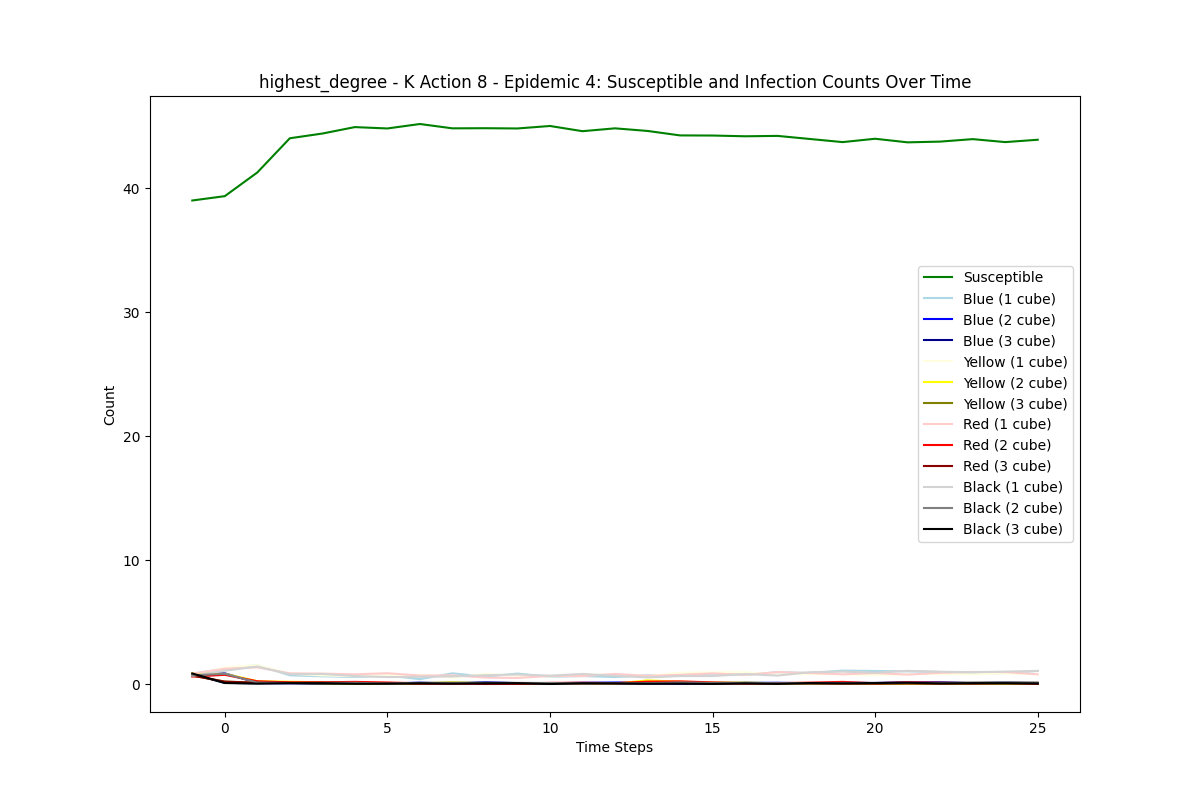 highest_degree - K Action 8 - Epidemic 4: Susceptible and Infection Counts Over Time
Count
40
30
20
10
0
Susceptible
Blue (1 cube)
Blue (2 cube)
Blue (3 cube)
Yellow (1 cube)
Yellow (2 cube)
Yellow (3 cube)
Red (1 cube)
Red (2 cube)
Red (3 cube)
Black (1 cube)
Black (2 cube)
Black (3 cube)
0 5 10 15 20 25
Time Steps